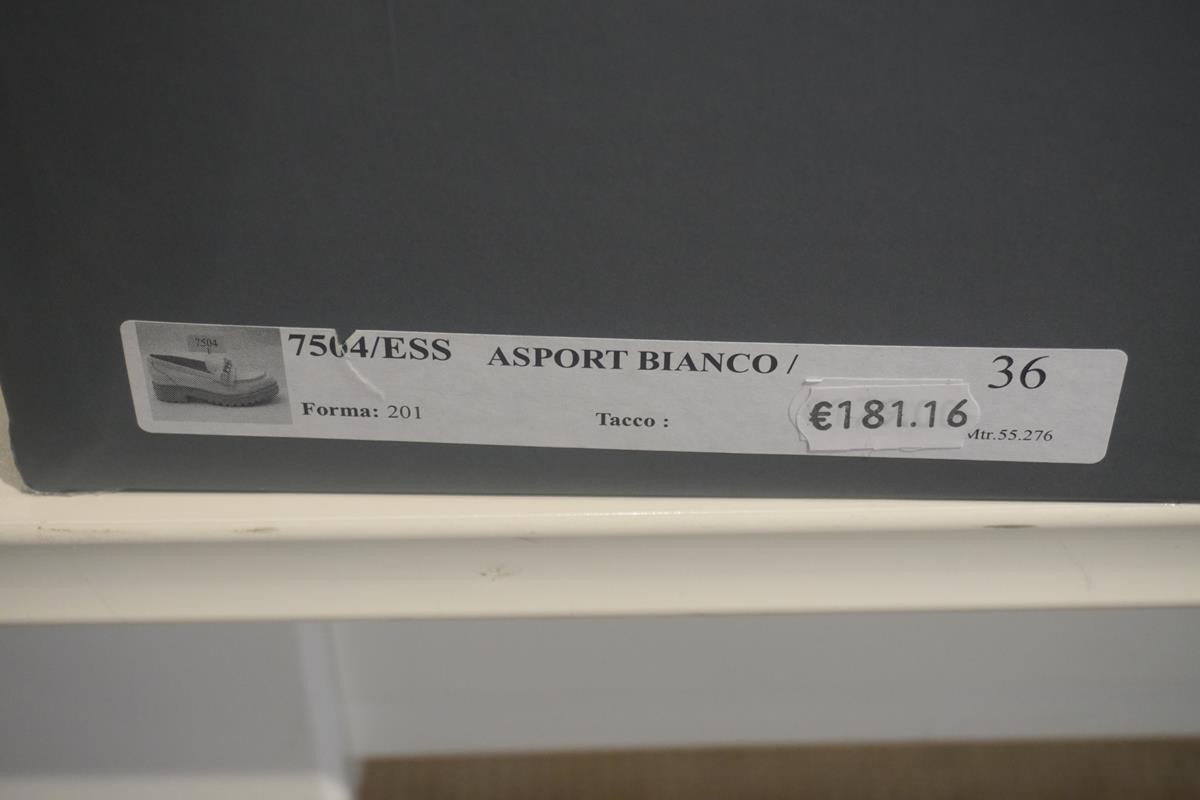 7504
7504/ESS ASPORT BIANCO / 36
Forma: 201 Tacco : €181.16 Mtr.55.276